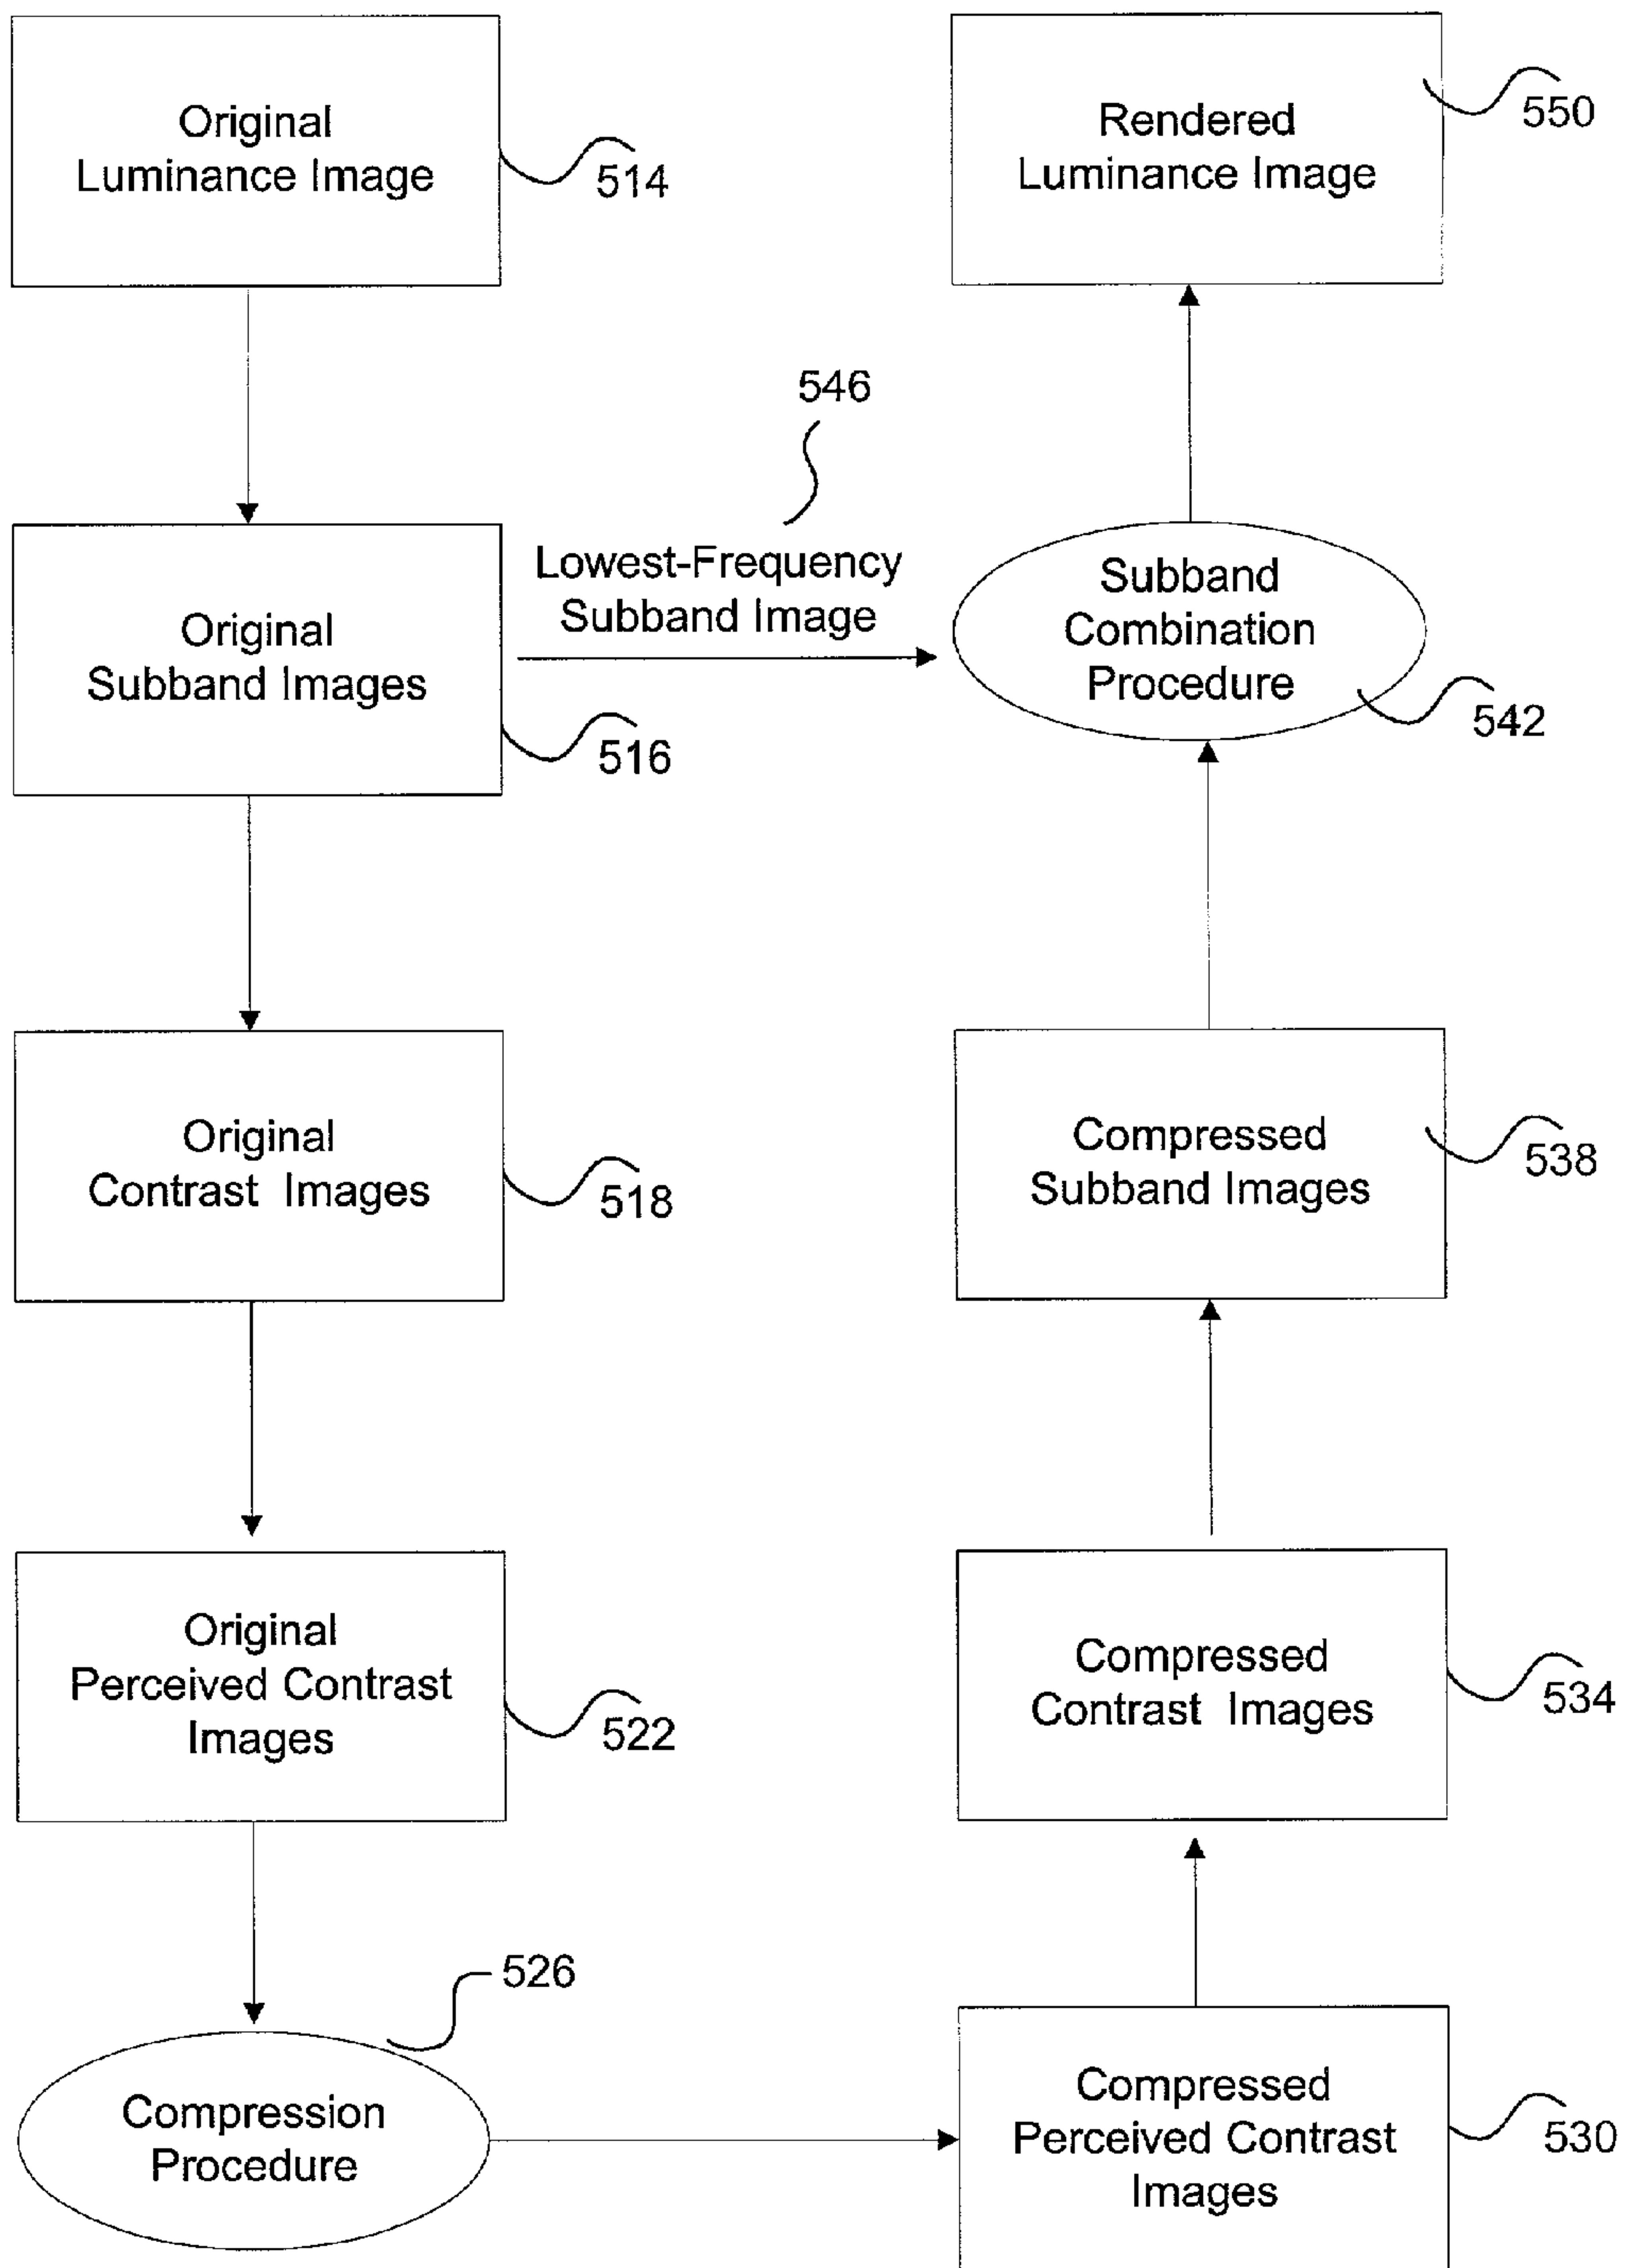 Original
Luminance Image
514
Rendered
Luminance Image
550
546
Lowest-Frequency
Subband Image
Original
Subband Images
516
Subband
Combination
Procedure
542
Original
Contrast Images
518
Compressed
Subband Images
538
Original
Perceived Contrast
Images
522
Compressed
Contrast Images
534
526
Compression
Procedure
Compressed
Perceived Contrast
Images
530